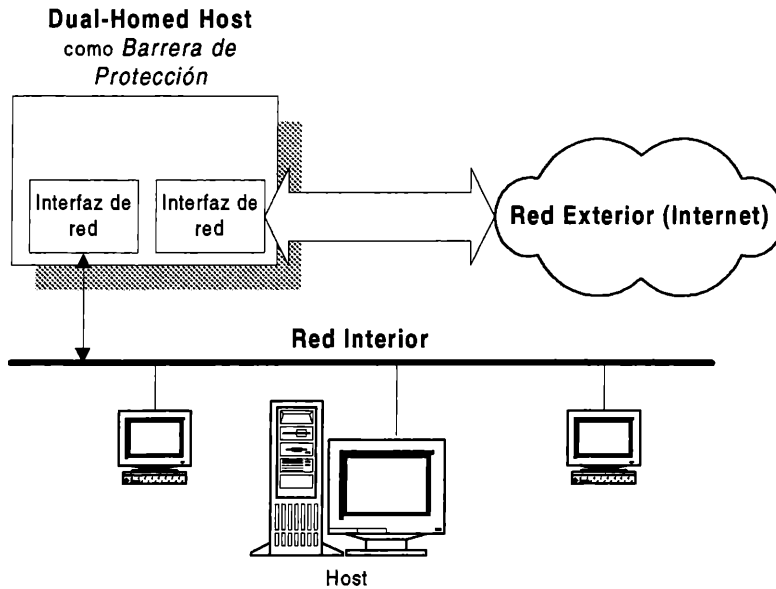 Dual-Homed Host
como Barrera de
Protección
Interfaz de
red
Interfaz de
red
Red Exterior (Internet)
Red Interior
Host